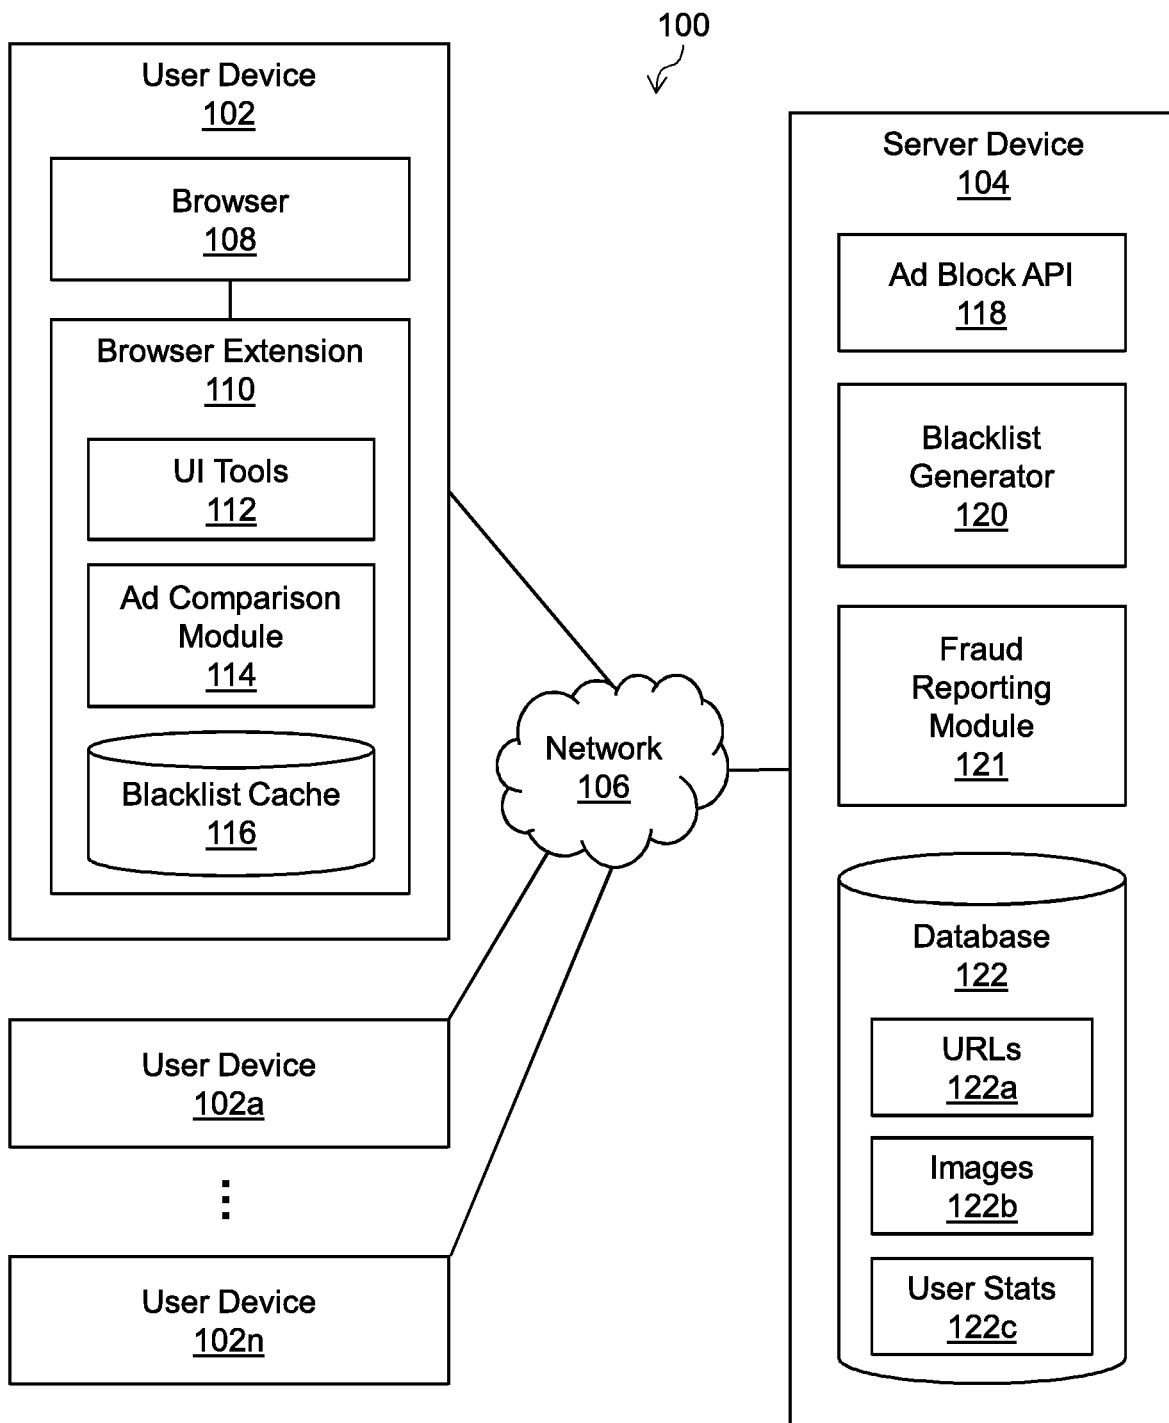 100
User Device
102
Browser
108
Browser Extension
110
UI Tools
112
Ad Comparison
Module
114
Blacklist Cache
116
User Device
102a
⋮
User Device
102n
Network
106
Server Device
104
Ad Block API
118
Blacklist
Generator
120
Fraud
Reporting
Module
121
Database
122
URLs
122a
Images
122b
User Stats
122c